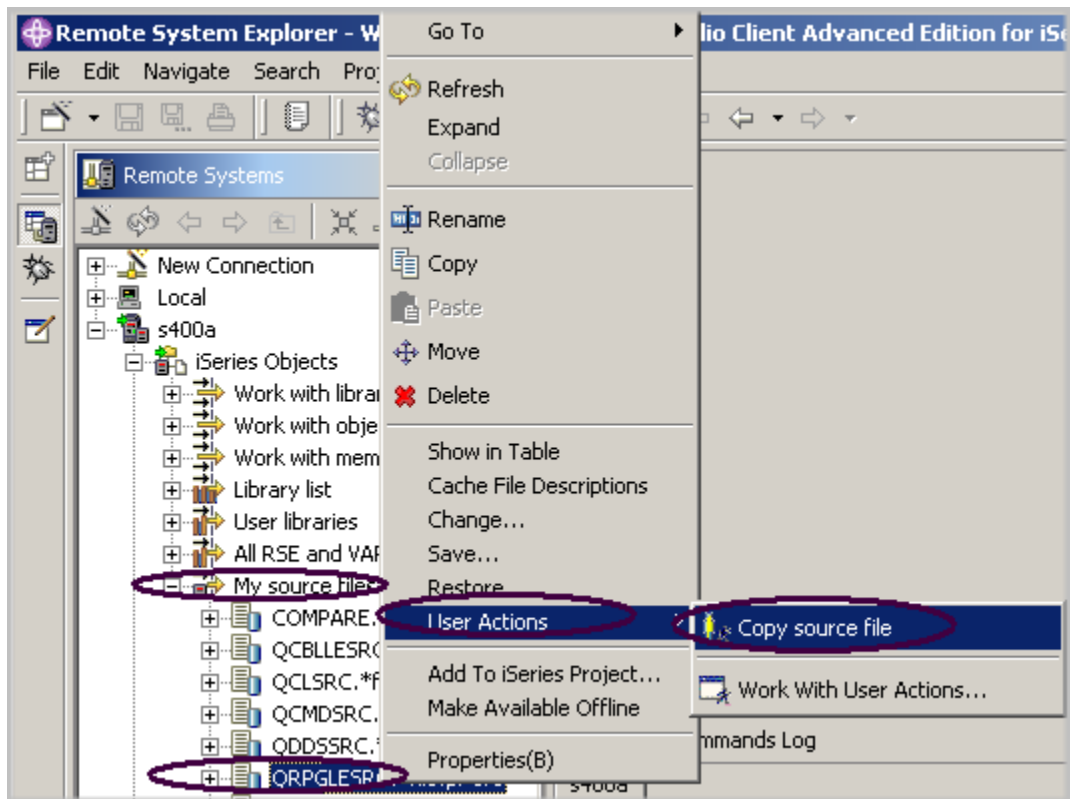 Remote System Explorer - W
lio Client Advanced Edition for iSe
File Edit Navigate Search Pro
Remote Systems
New Connection
Local
s400a
iSeries Objects
Work with librar
Work with obje
Work with mem
Library list
User libraries
All RSE and VAR
My source files
COMPARE.
QCBLLESRC
QCLSRC.*f
QCMDSRC.
QDDSSRC.*
QRPGLESR
Go To
Refresh
Expand
Collapse
Rename
Copy
Paste
Move
Delete
Show in Table
Cache File Descriptions
Change...
Save...
Restore
User Actions
Add To iSeries Project...
Make Available Offline
Properties(B)
Copy source file
Work With User Actions...
mmands Log
s400a